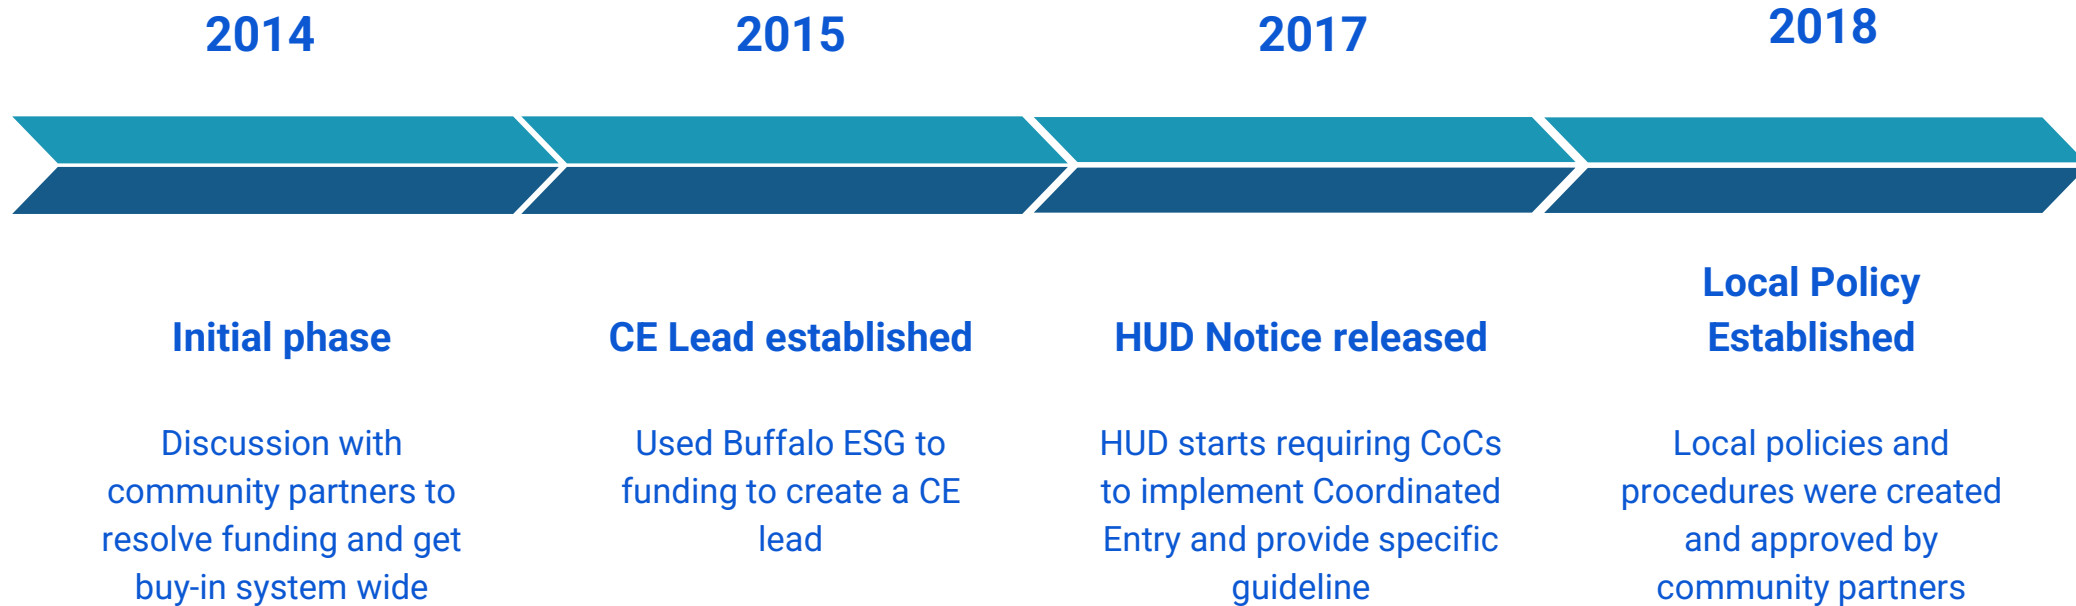 2014
2015
2017
2018
Initial phase
CE Lead established
HUD Notice released
Local Policy
Established
Discussion with
community partners to
resolve funding and get
buy-in system wide
Used Buffalo ESG to
funding to create a CE
lead
HUD starts requiring CoCs
to implement Coordinated
Entry and provide specific
guideline
Local policies and
procedures were created
and approved by
community partners